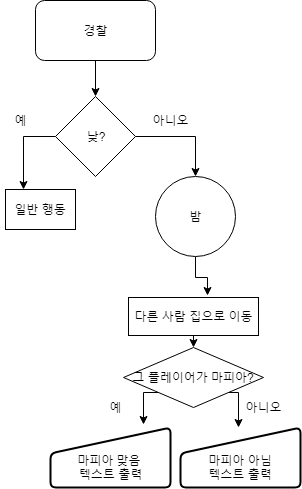 경찰
낮?
예
아니오
일반 행동
밤
다른 사람 집으로 이동
그 플레이어가 마피아?
예
아니오
마피아 맞음
텍스트 출력
마피아 아님
텍스트 출력